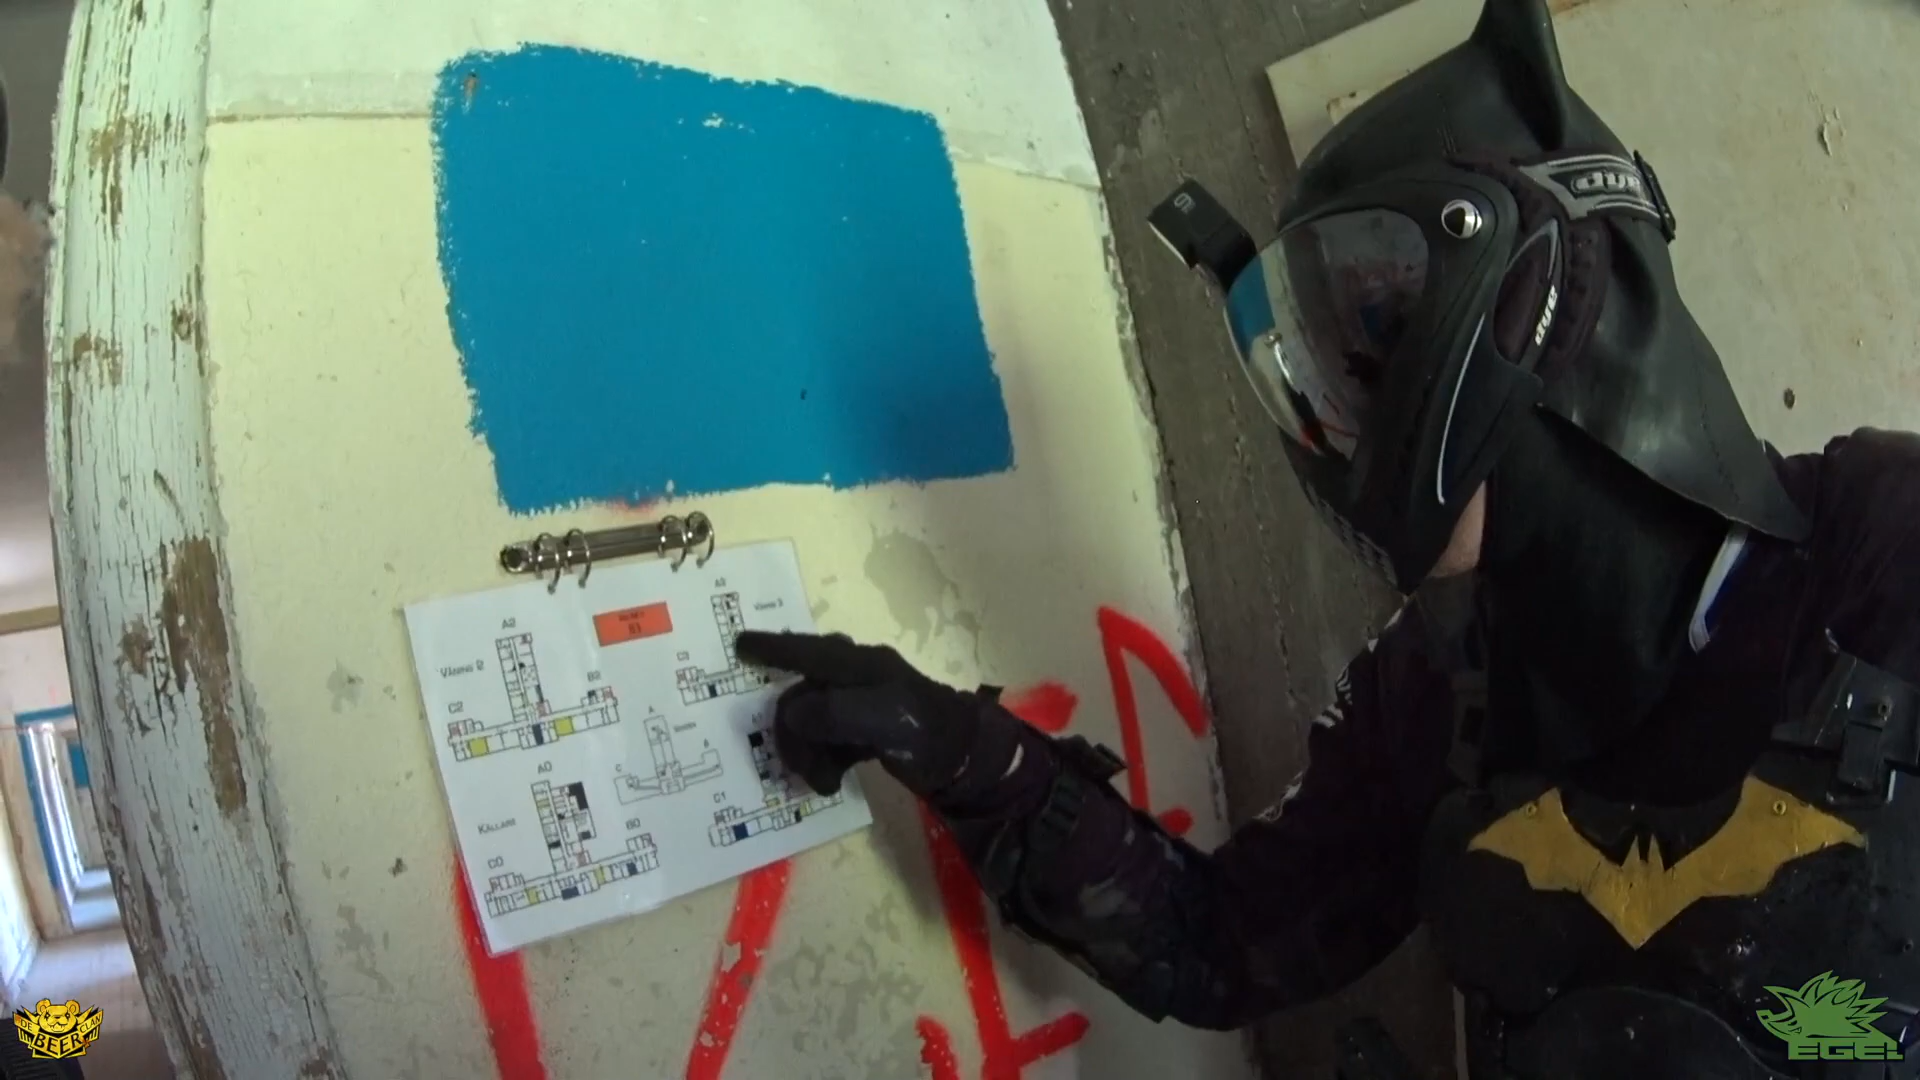 dye
dye
A2
A3
Våning 3
Våning 2
B1
C3
B2
C2
A
B
C
A0
A1
Källare
B0
C1
C0
BEER
CLAN
EGEL